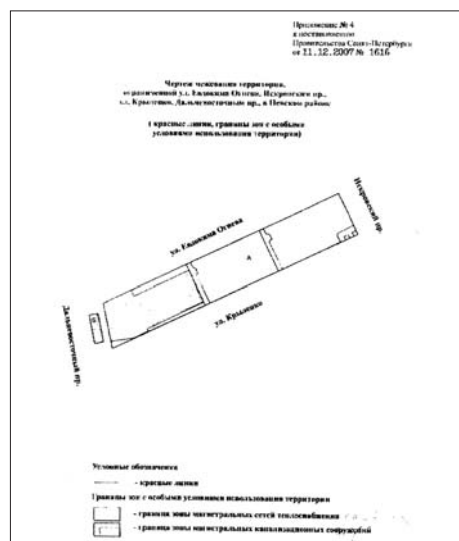 Приложение № 4
к постановлению
Правительства Санкт-Петербурга
от 11.12.2007 № 1616
Чертеж межевания территории,
ограниченной ул. Евдокима Огнева, Искровским пр.,
ул. Крыленко, Дальневосточным пр., в Невском районе
( красные линии, границы зон с особыми
условиями использования территории)
Искровский пр.
ул. Евдокима Огнева
ул. Крыленко
Дальневосточный пр.
Условные обозначения
- красные линии
Границы зон с особыми условиями использования территории
- граница зоны магистральных сетей теплоснабжения
- граница зоны магистральных канализационных сооружений